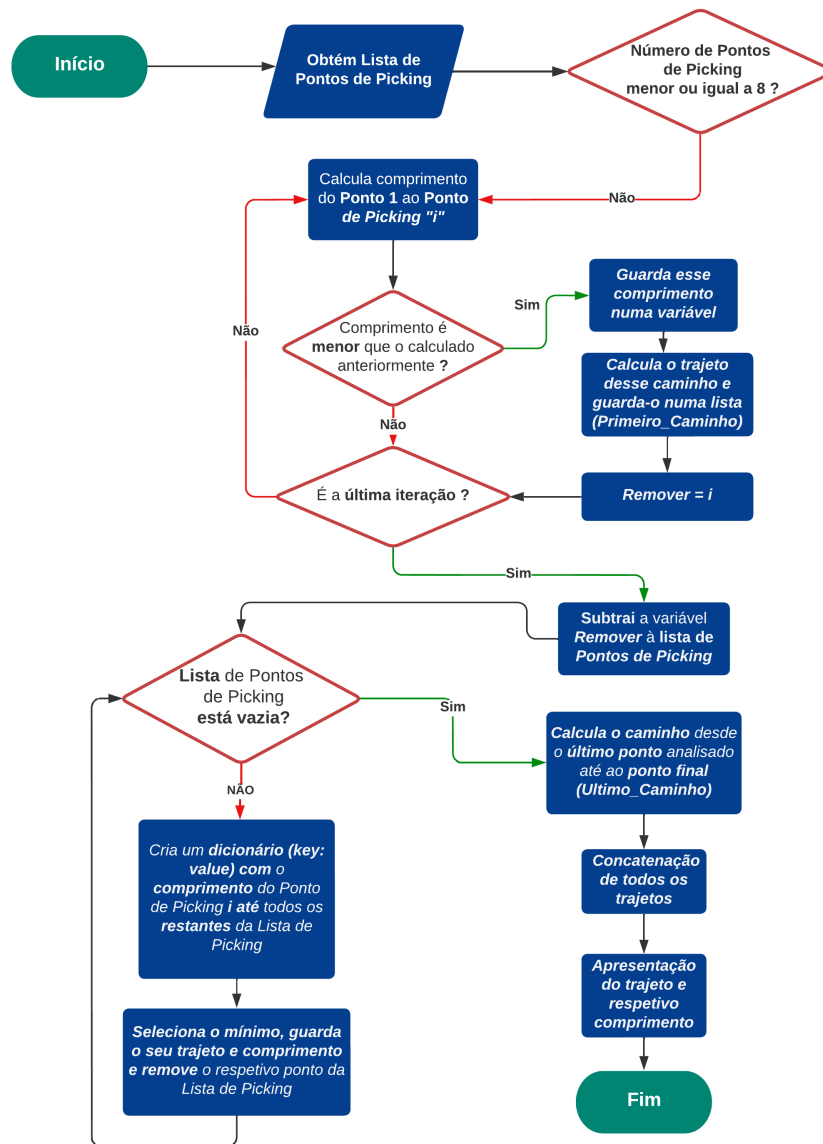 Início
Obtém Lista de
Pontos de Picking
Número de Pontos
de Picking
menor ou igual a 8 ?
Não
Calcula comprimento
do Ponto 1 ao Ponto
de Picking "i"
Não
Comprimento é
menor que o calculado
anteriormente ?
Sim
Guarda esse
comprimento
numa variável
Calcula o trajeto
desse caminho e
guarda-o numa lista
(Primeiro_Caminho)
Não
É a última iteração ?
Remover = i
Sim
Subtrai a variável
Remover à lista de
Pontos de Picking
Lista de Pontos
de Picking
está vazia?
Sim
Calcula o caminho desde
o último ponto analisado
até ao ponto final
(Ultimo_Caminho)
NÃO
Cria um dicionário (key:
value) com o
comprimento do Ponto
de Picking i até todos os
restantes da Lista de
Picking
Concatenação
de todos os
trajetos
Apresentação
do trajeto e
respetivo
comprimento
Seleciona o mínimo, guarda
o seu trajeto e comprimento
e remove o respetivo ponto da
Lista de Picking
Fim